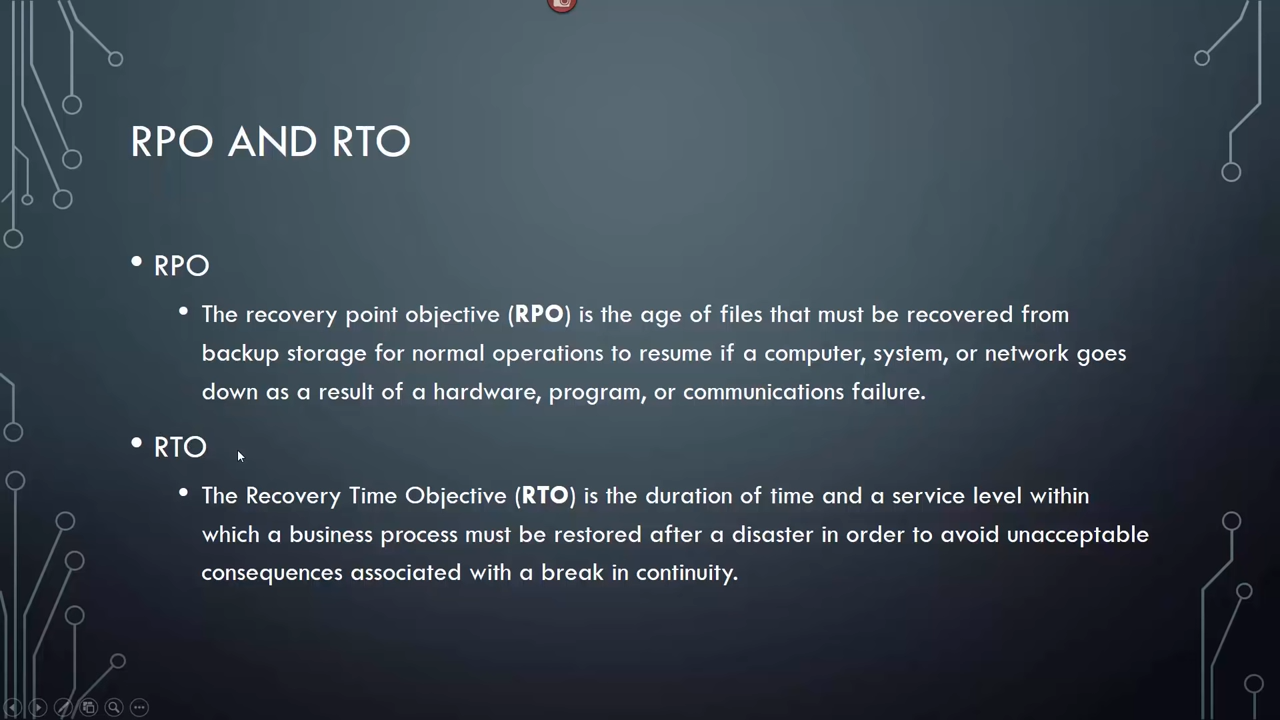 RPO AND RTO
• RPO
• The recovery point objective (RPO) is the age of files that must be recovered from
backup storage for normal operations to resume if a computer, system, or network goes
down as a result of a hardware, program, or communications failure.
• RTO
• The Recovery Time Objective (RTO) is the duration of time and a service level within
which a business process must be restored after a disaster in order to avoid unacceptable
consequences associated with a break in continuity.